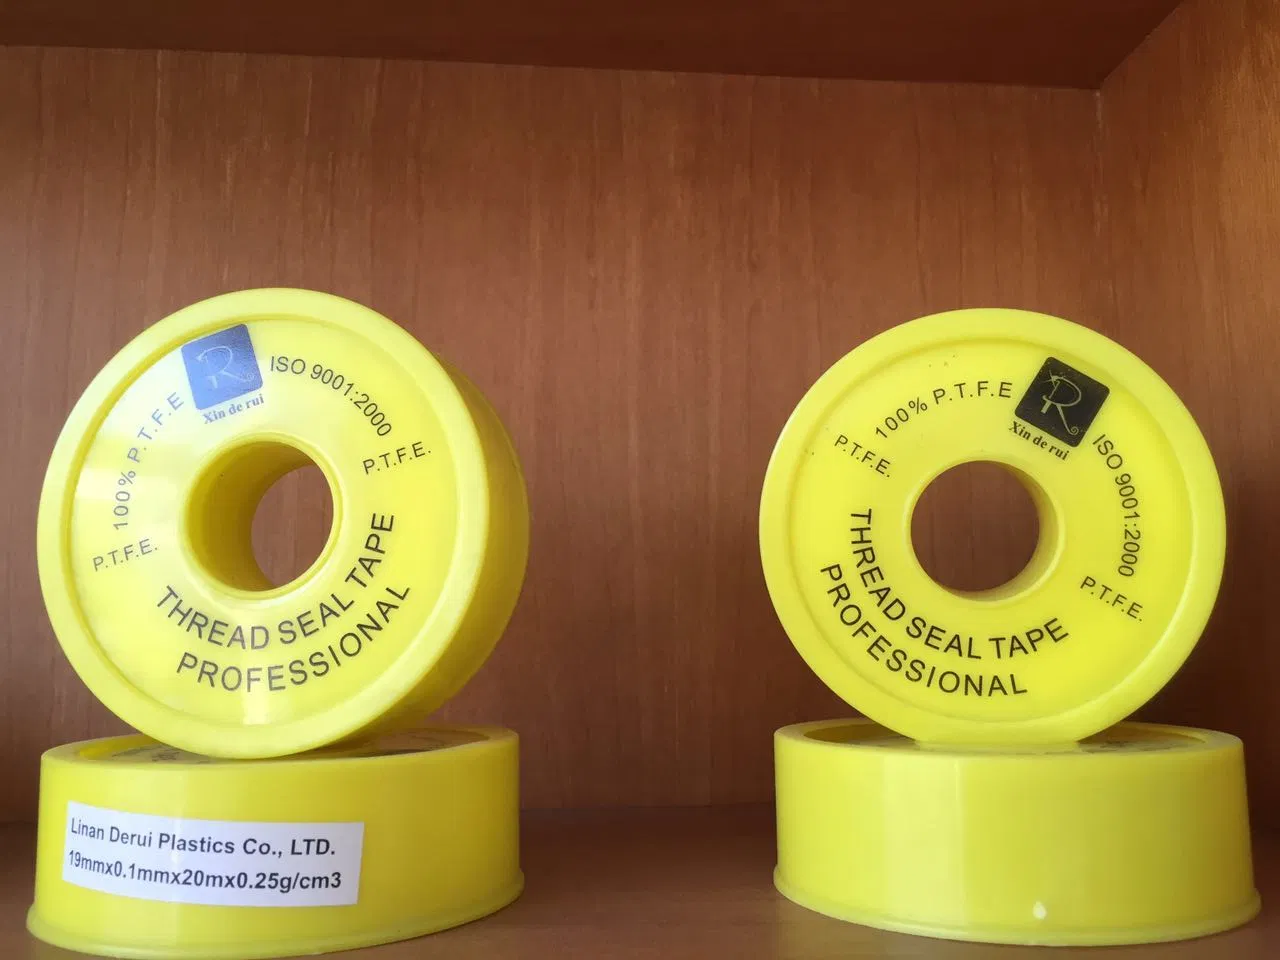 R
Xin de rui
ISO 9001:2000
100% P.T.F.E
P.T.F.E.
P.T.F.E.
THREAD SEAL TAPE
PROFESSIONAL
Linan Derui Plastics Co., LTD.
19mmx0.1mmx20mx0.25g/cm3
R
Xin de rui
100% P.T.F.E
ISO 9001:2000
P.T.F.E.
P.T.F.E.
THREAD SEAL TAPE
PROFESSIONAL